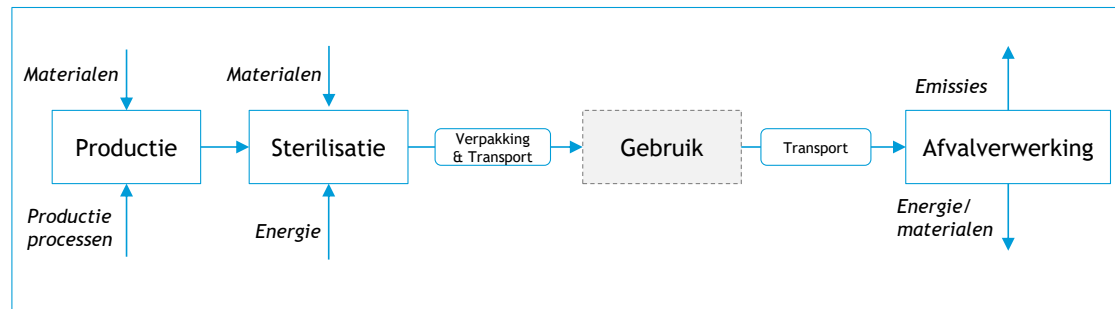 Materialen
Materialen
Emissies
Productie
Sterilisatie
Verpakking
& Transport
Gebruik
Transport
Afvalverwerking
Productie
processen
Energie
Energie/
materialen